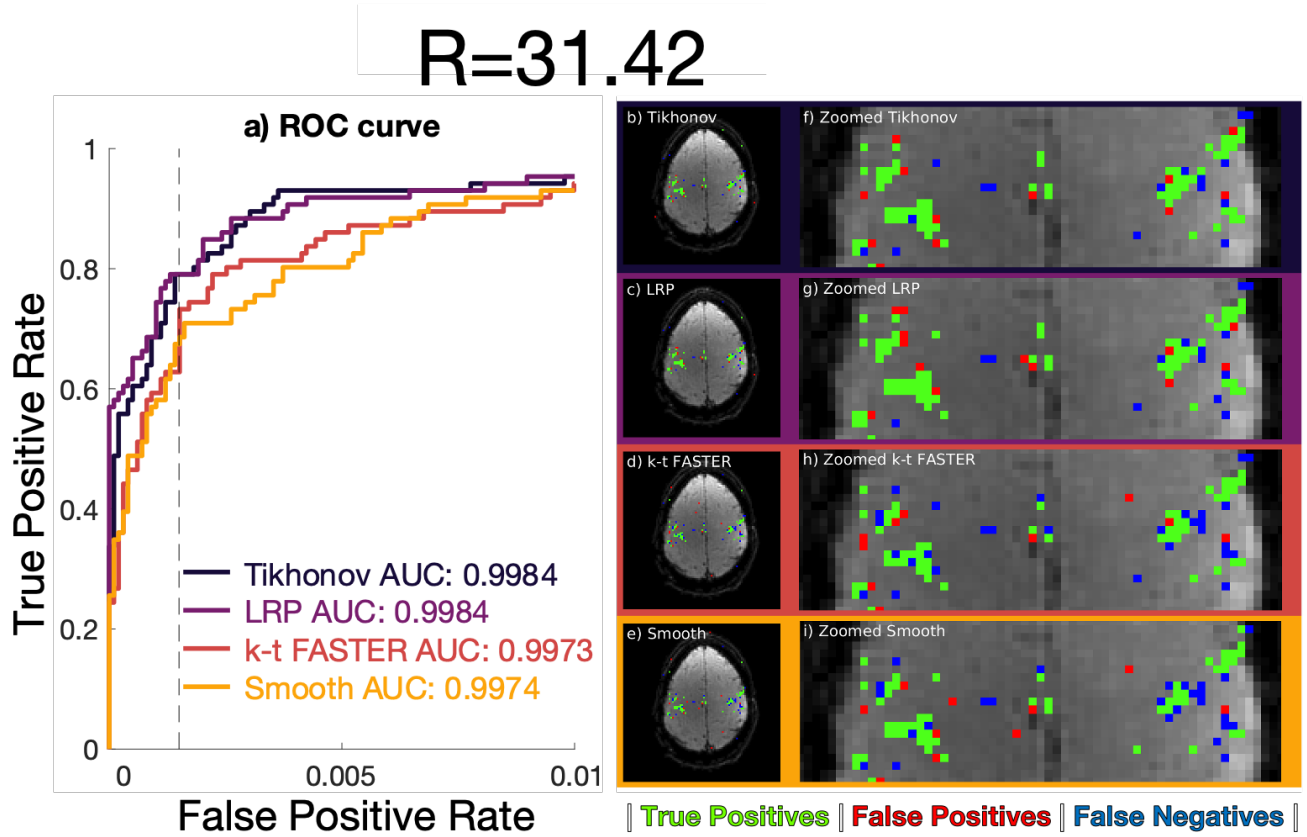 R=31.42
a) ROC curve
True Positive Rate
1
0.8
0.6
0.4
0.2
0
0
0.005
0.01
False Positive Rate
Tikhonov AUC: 0.9984
LRP AUC: 0.9984
k-t FASTER AUC: 0.9973
Smooth AUC: 0.9974
b) Tikhonov
f) Zoomed Tikhonov
c) LRP
g) Zoomed LRP
d) k-t FASTER
h) Zoomed k-t FASTER
e) Smooth
i) Zoomed Smooth
| True Positives | False Positives | False Negatives |